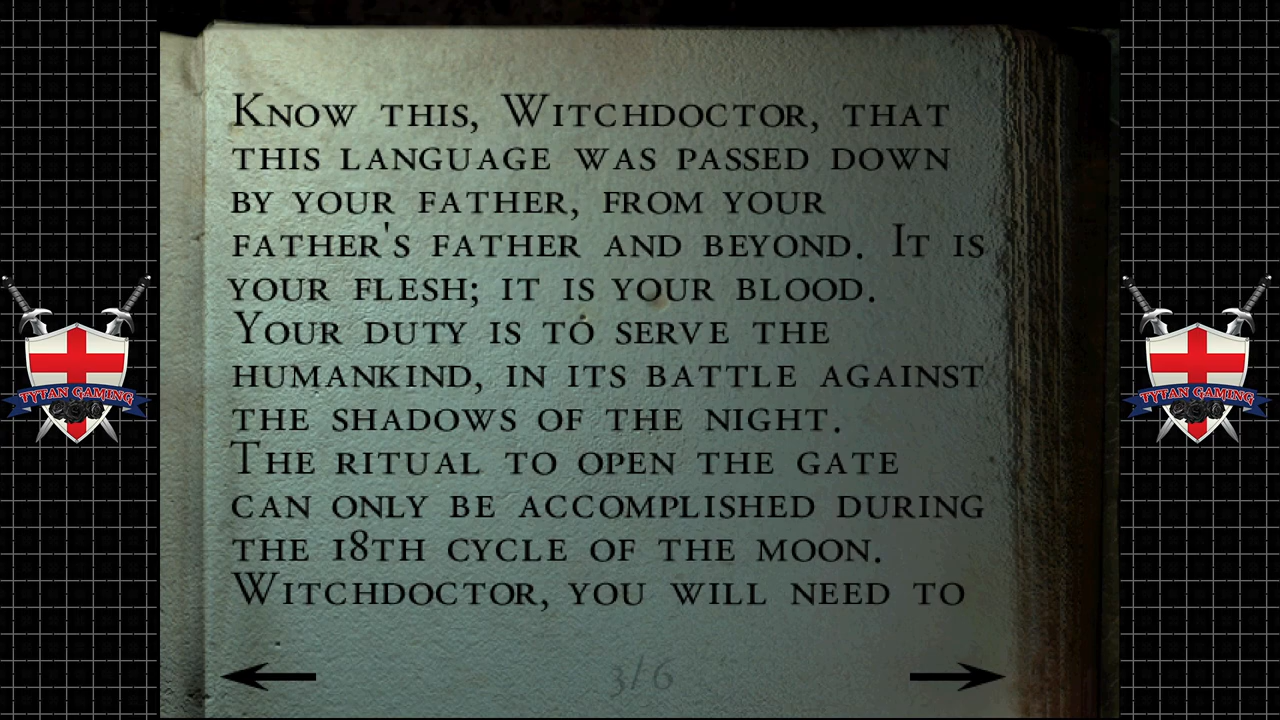 Know this, Witchdoctor, that
this language was passed down
by your father, from your
father's father and beyond. It is
your flesh; it is your blood.
Your duty is to serve the
humankind, in its battle against
the shadows of the night.
The ritual to open the gate
can only be accomplished during
the 18th cycle of the moon.
Witchdoctor, you will need to
3/6
TYTAN GAMING
TYTAN GAMING